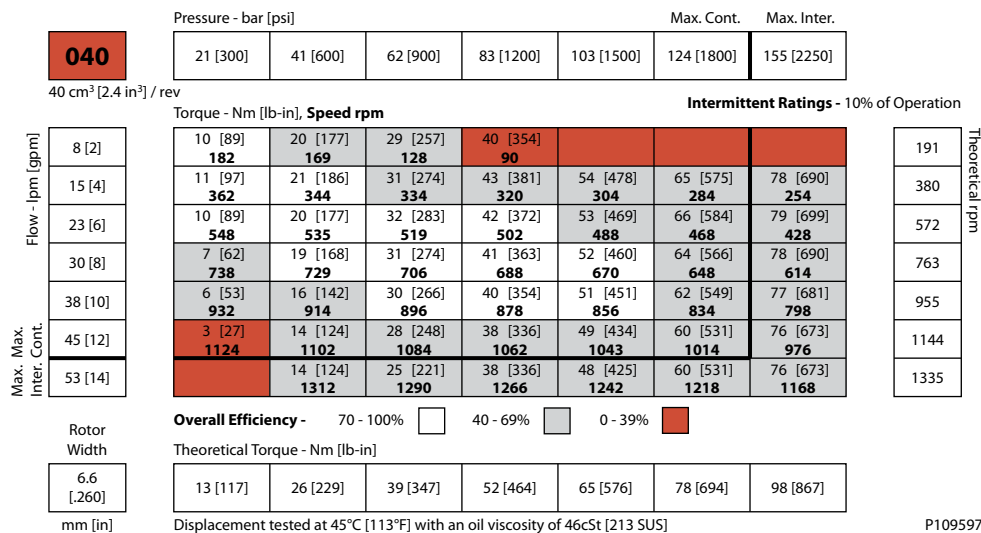 Pressure - bar [psi] Max. Cont. Max. Inter.
040 21 [300] 41 [600] 62 [900] 83 [1200] 103 [1500] 124 [1800] 155 [2250]
40 cm³ [2.4 in³] / rev
Torque - Nm [lb-in], Speed rpm Intermittent Ratings - 10% of Operation
Flow - lpm [gpm]
Max. Cont.
Max. Inter.
Theoretical rpm
8 [2] 10 [89] 20 [177] 29 [257] 40 [354] 191
182 169 128 90
15 [4] 11 [97] 21 [186] 31 [274] 43 [381] 54 [478] 65 [575] 78 [690] 380
362 344 334 320 304 284 254
23 [6] 10 [89] 20 [177] 32 [283] 42 [372] 53 [469] 66 [584] 79 [699] 572
548 535 519 502 488 468 428
30 [8] 7 [62] 19 [168] 31 [274] 41 [363] 52 [460] 64 [566] 78 [690] 763
738 729 706 688 670 648 614
38 [10] 6 [53] 16 [142] 30 [266] 40 [354] 51 [451] 62 [549] 77 [681] 955
932 914 896 878 856 834 798
45 [12] 3 [27] 14 [124] 28 [248] 38 [336] 49 [434] 60 [531] 76 [673] 1144
1124 1102 1084 1062 1043 1014 976
53 [14] 14 [124] 25 [221] 38 [336] 48 [425] 60 [531] 76 [673] 1335
1312 1290 1266 1242 1218 1168
Overall Efficiency - 70 - 100% 40 - 69% 0 - 39%
Rotor
Width
Theoretical Torque - Nm [lb-in]
6.6
[.260]
13 [117] 26 [229] 39 [347] 52 [464] 65 [576] 78 [694] 98 [867]
mm [in] Displacement tested at 45°C [113°F] with an oil viscosity of 46cSt [213 SUS] P109597